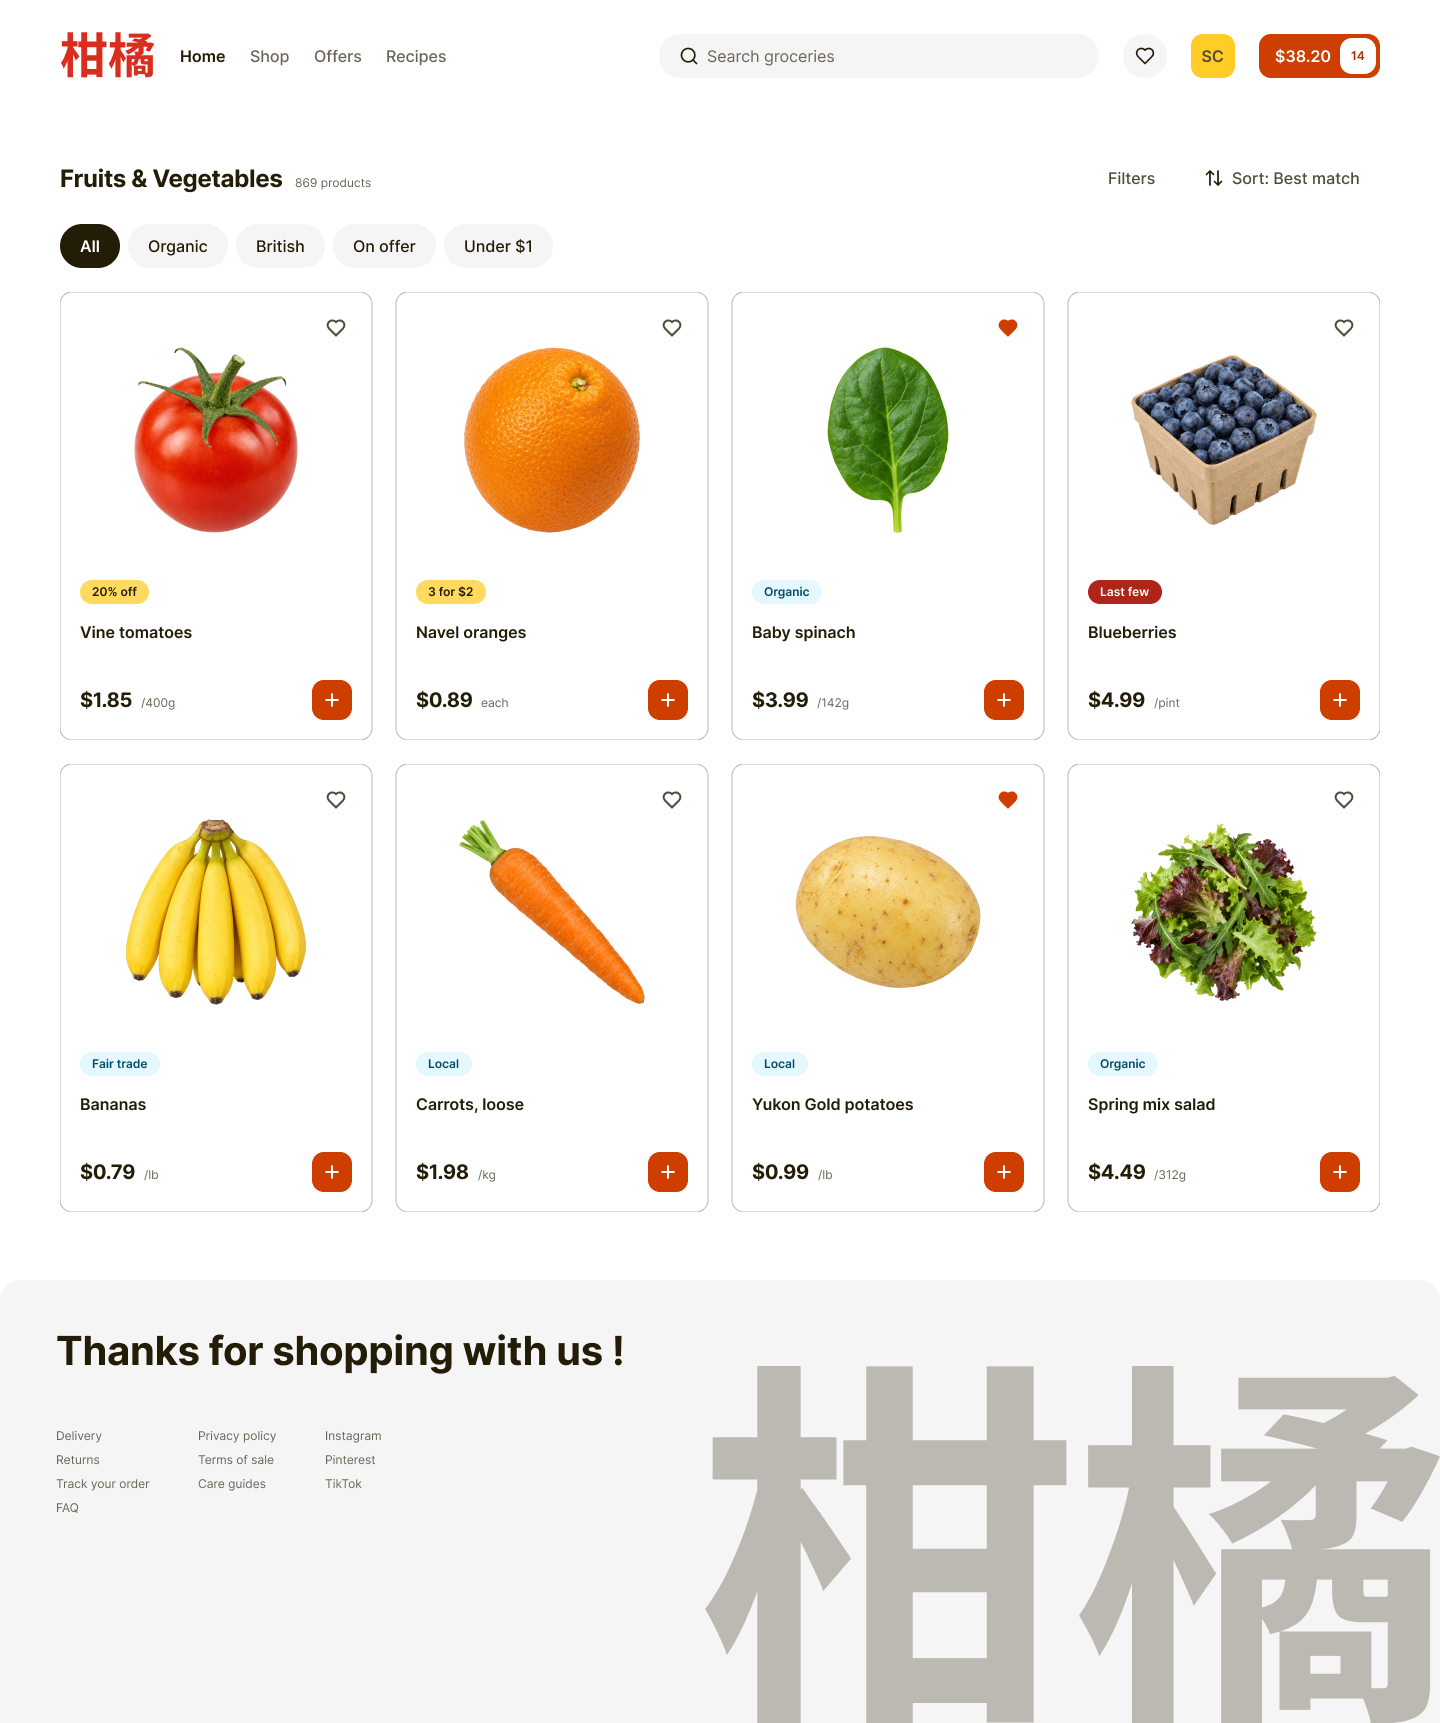 柑橘
Home Shop Offers Recipes
Search groceries
SC
$38.20 14
Fruits & Vegetables 869 products
Filters
Sort: Best match
All Organic British On offer Under $1
20% off
Vine tomatoes
$1.85 /400g
3 for $2
Navel oranges
$0.89 each
Organic
Baby spinach
$3.99 /142g
Last few
Blueberries
$4.99 /pint
Fair trade
Bananas
$0.79 /lb
Local
Carrots, loose
$1.98 /kg
Local
Yukon Gold potatoes
$0.99 /lb
Organic
Spring mix salad
$4.49 /312g
Thanks for shopping with us !
Delivery
Returns
Track your order
FAQ
Privacy policy
Terms of sale
Care guides
Instagram
Pinterest
TikTok
柑橘